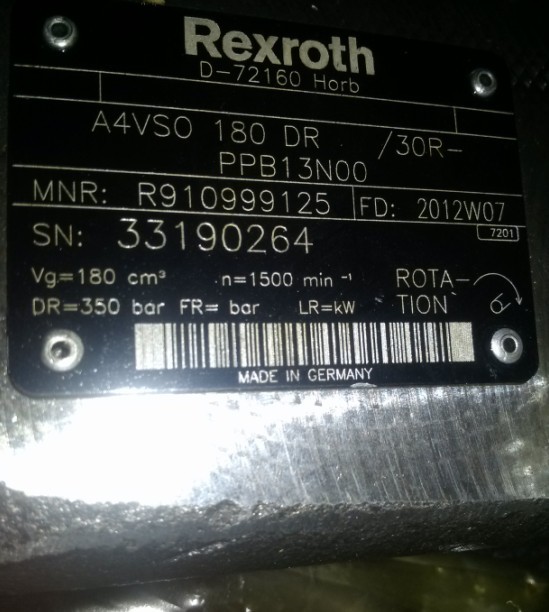 Rexroth
D-72160 Horb
A4VSO 180 DR /30R-
PPB13N00
MNR: R910999125 FD: 2012W07
SN: 33190264 7201
Vg=180 cm³ n=1500 min ⁻¹ ROTA-
DR=350 bar FR= bar LR=kW TION
MADE IN GERMANY